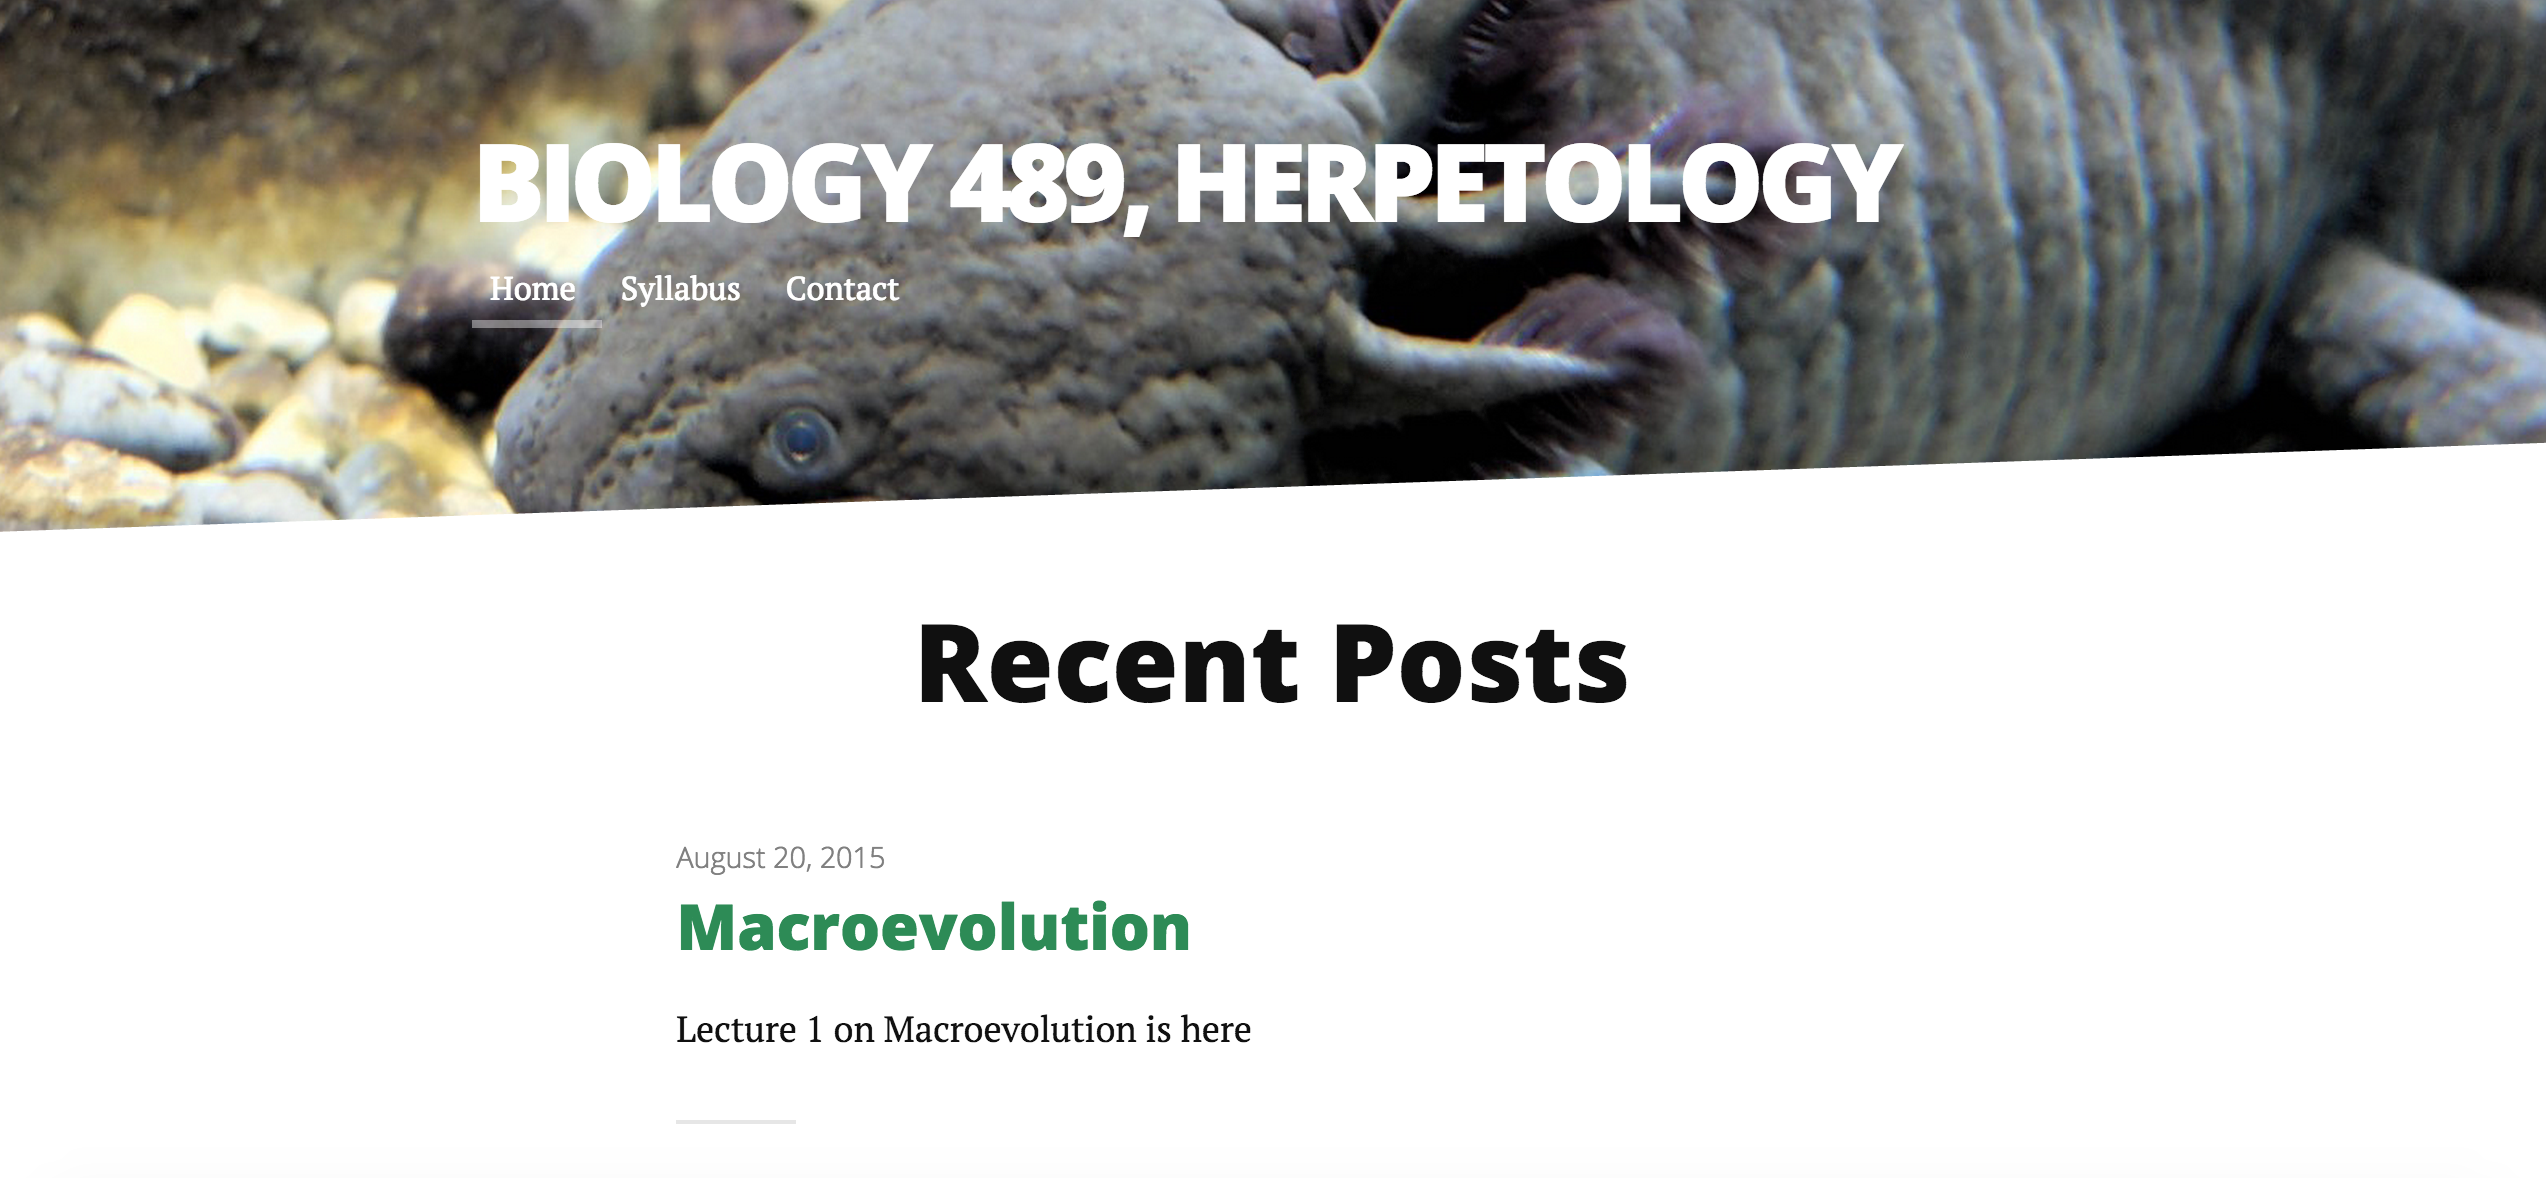 BIOLOGY 489, HERPETOLOGY
Home Syllabus Contact
Recent Posts
August 20, 2015
Macroevolution
Lecture 1 on Macroevolution is here